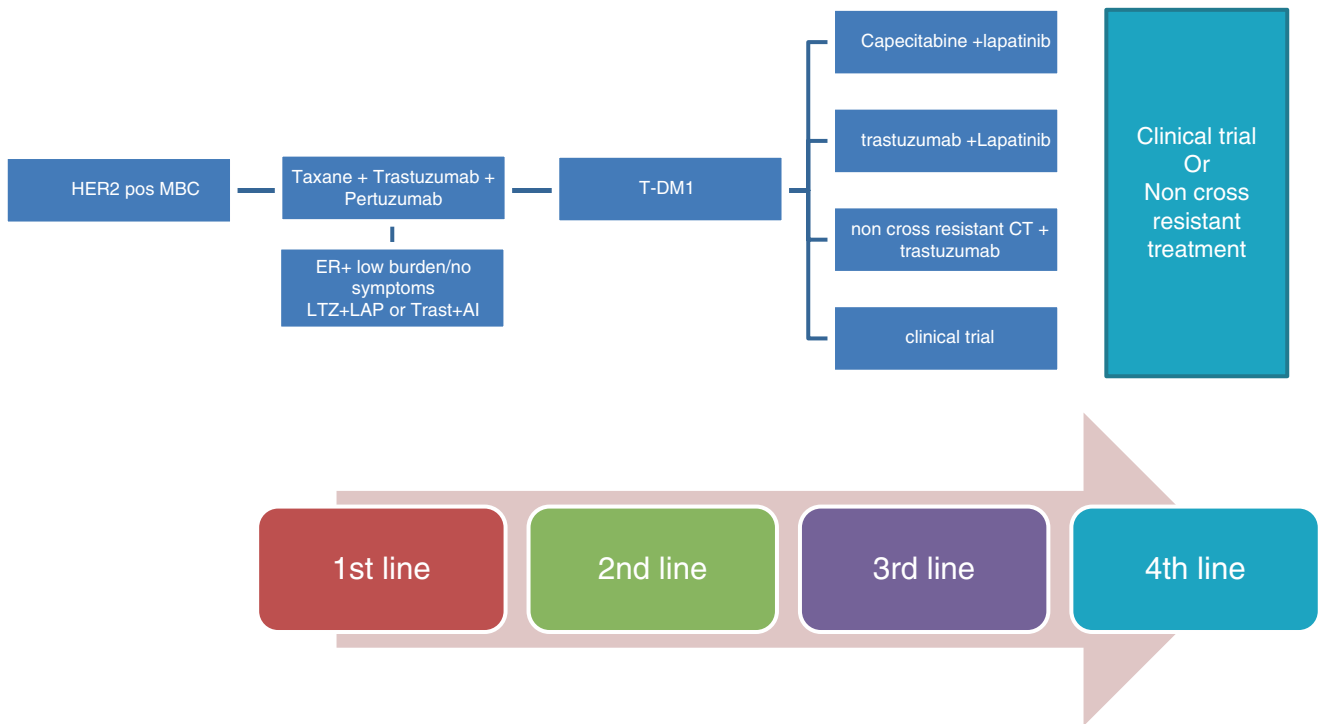 HER2 pos MBC
Taxane + Trastuzumab +
Pertuzumab
ER+ low burden/no
symptoms
LTZ+LAP or Trast+AI
T-DM1
Capecitabine +lapatinib
trastuzumab +Lapatinib
non cross resistant CT +
trastuzumab
clinical trial
Clinical trial
Or
Non cross
resistant
treatment
1st line
2nd line
3rd line
4th line